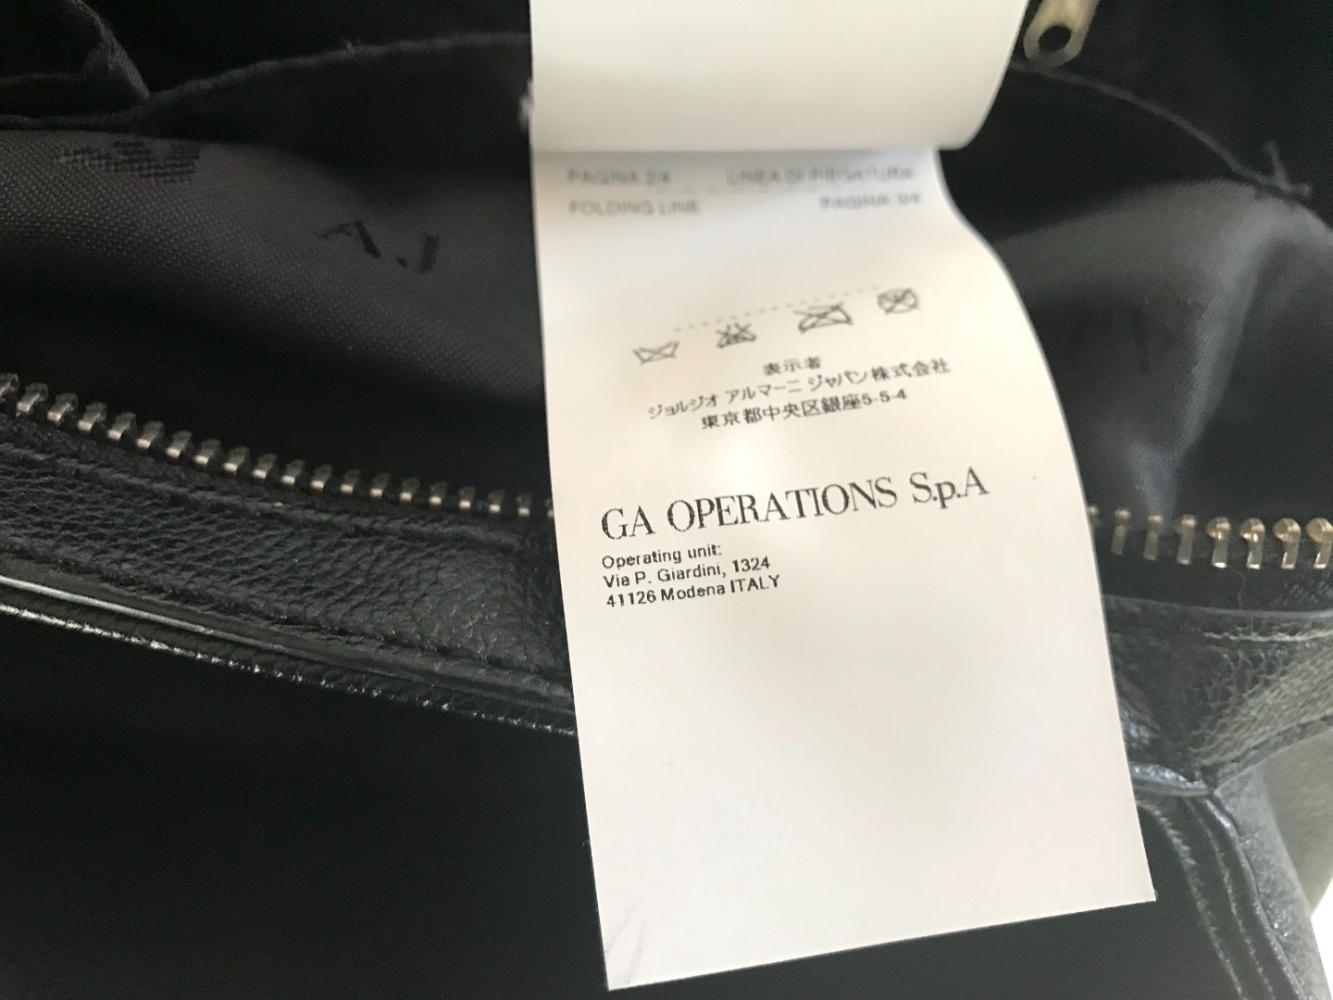 A.J
PAGINA 2/4 LINEA DI PIEGATURA
FOLDING LINE PAGINA 3/4
表示者
ジョルジオ アルマーニ ジャパン株式会社
東京都中央区銀座5-5-4
GA OPERATIONS S.p.A
Operating unit:
Via P. Giardini, 1324
41126 Modena ITALY